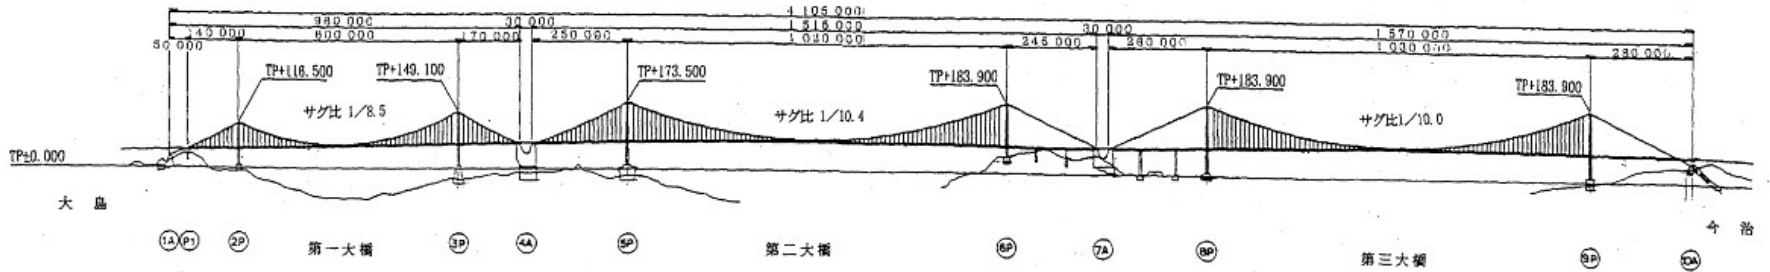 4 105 000
980 000
30 000
1 516 000
30 000
1 570 000
50 000
140 000
600 000
170 000
250 000
1 020 000
245 000
260 000
1 030 000
280 000
TP+116.500
TP+149.100
TP+173.500
TP+183.900
TP+183.900
TP+183.900
サグ比 1/8.5
サグ比 1/10.4
サグ比1/10.0
TP±0.000
大 島
今 治
1A
P1
2P
第一大橋
3P
4A
5P
第二大橋
6P
7A
8P
第三大橋
9P
10A